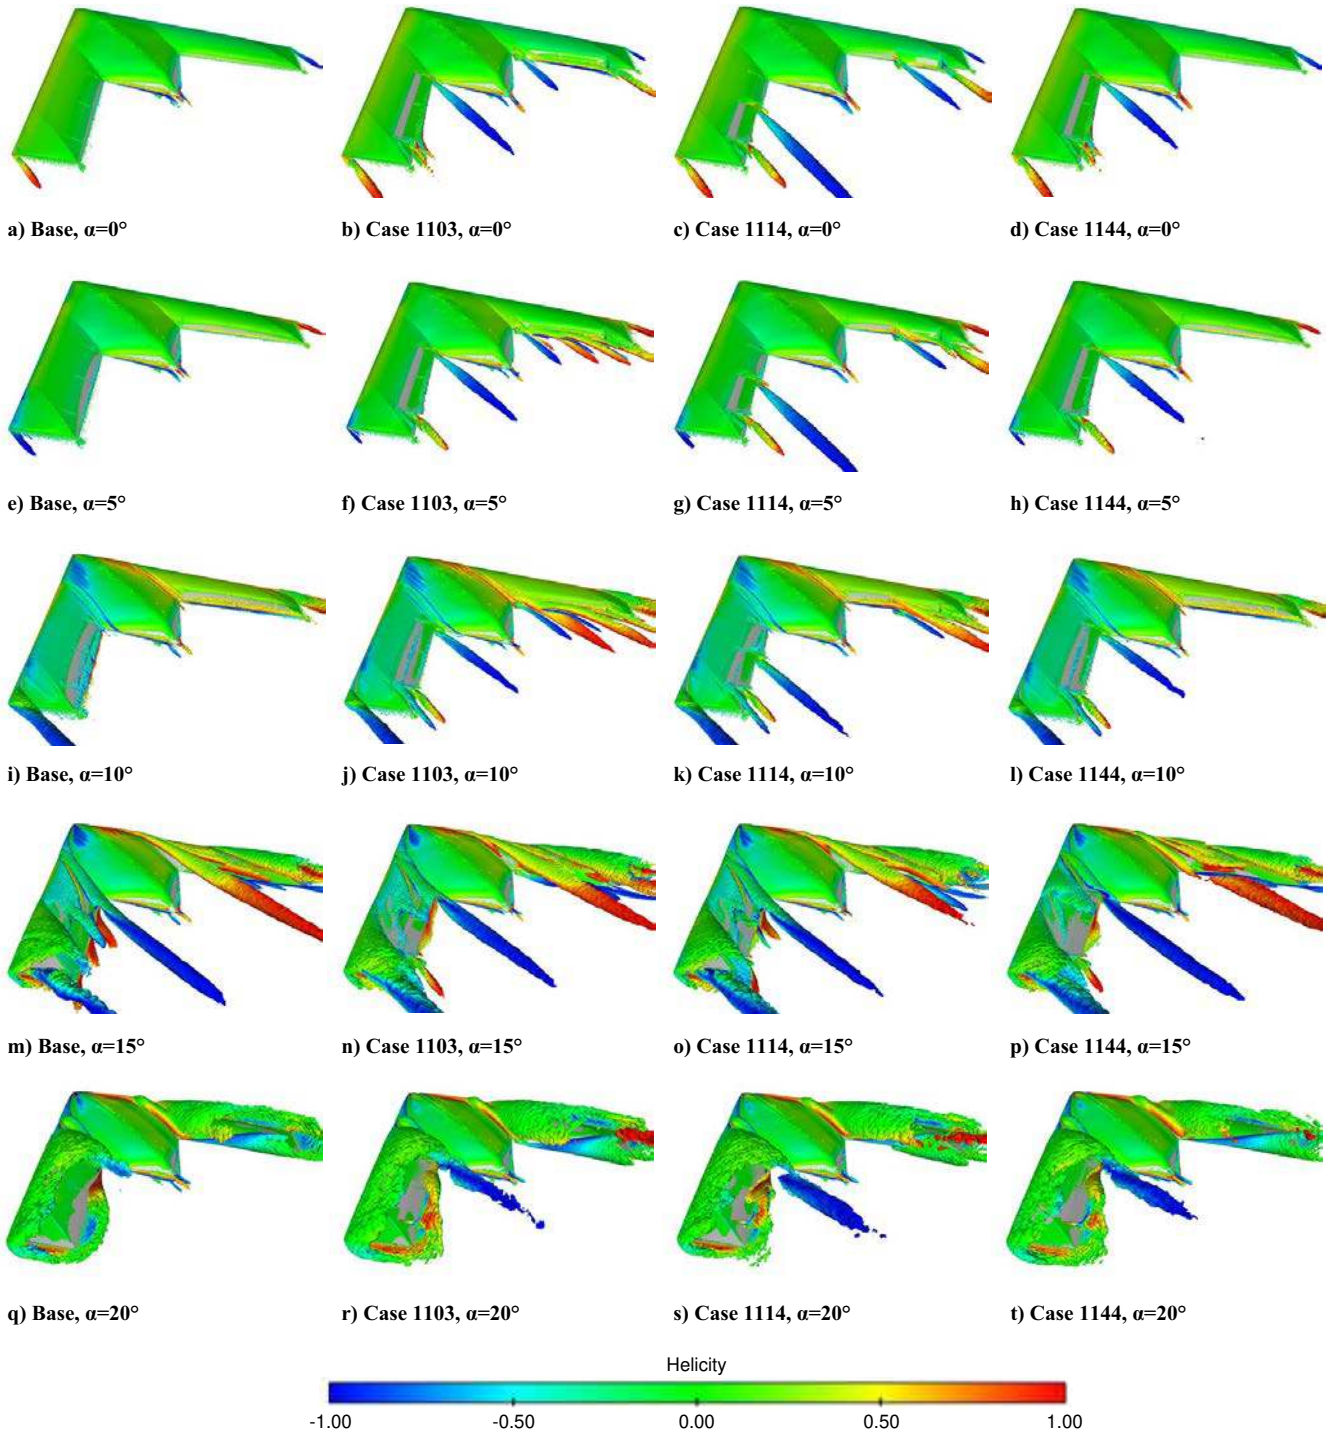 a) Base, α=0°
b) Case 1103, α=0°
c) Case 1114, α=0°
d) Case 1144, α=0°
e) Base, α=5°
f) Case 1103, α=5°
g) Case 1114, α=5°
h) Case 1144, α=5°
i) Base, α=10°
j) Case 1103, α=10°
k) Case 1114, α=10°
l) Case 1144, α=10°
m) Base, α=15°
n) Case 1103, α=15°
o) Case 1114, α=15°
p) Case 1144, α=15°
q) Base, α=20°
r) Case 1103, α=20°
s) Case 1114, α=20°
t) Case 1144, α=20°
Helicity
-1.00 -0.50 0.00 0.50 1.00